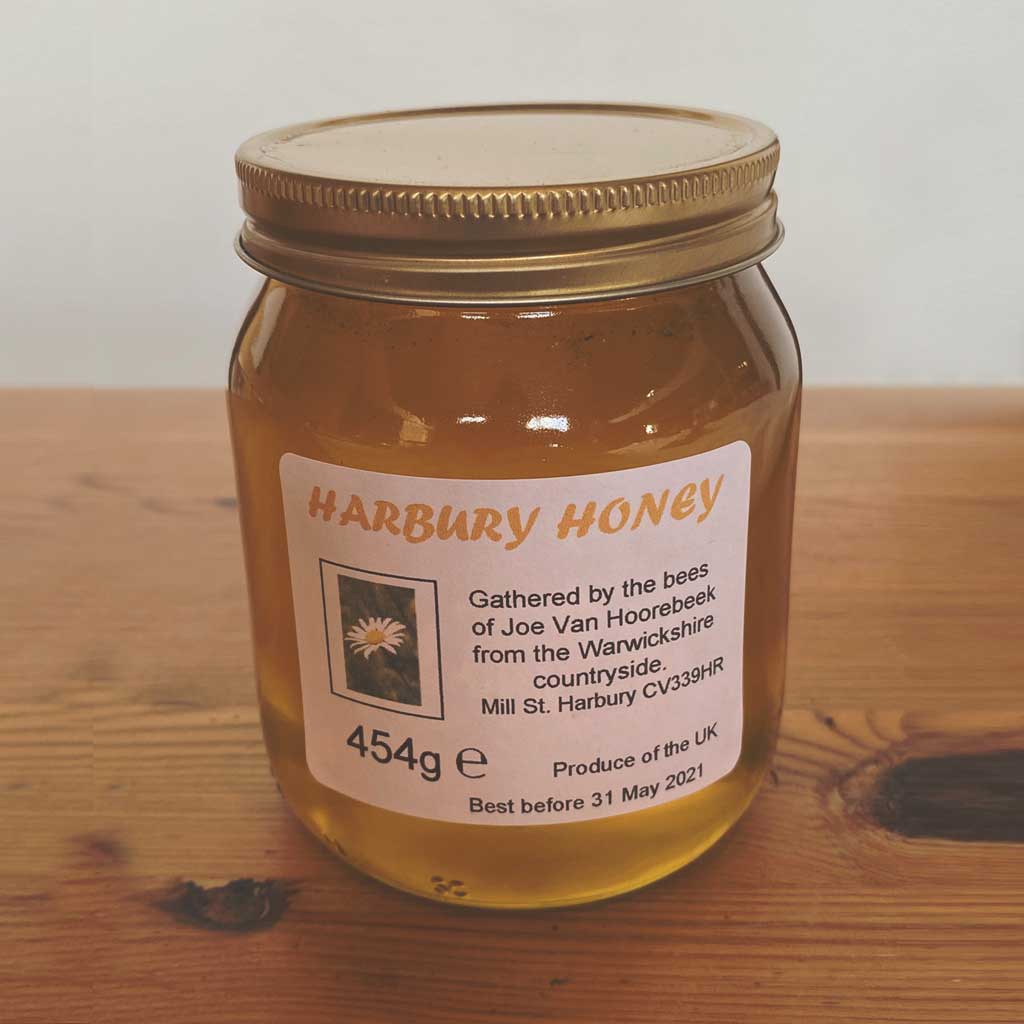 HARBURY HONEY
Gathered by the bees
of Joe Van Hoorebeek
from the Warwickshire
countryside.
Mill St. Harbury CV339HR
454g ℮
Produce of the UK
Best before 31 May 2021